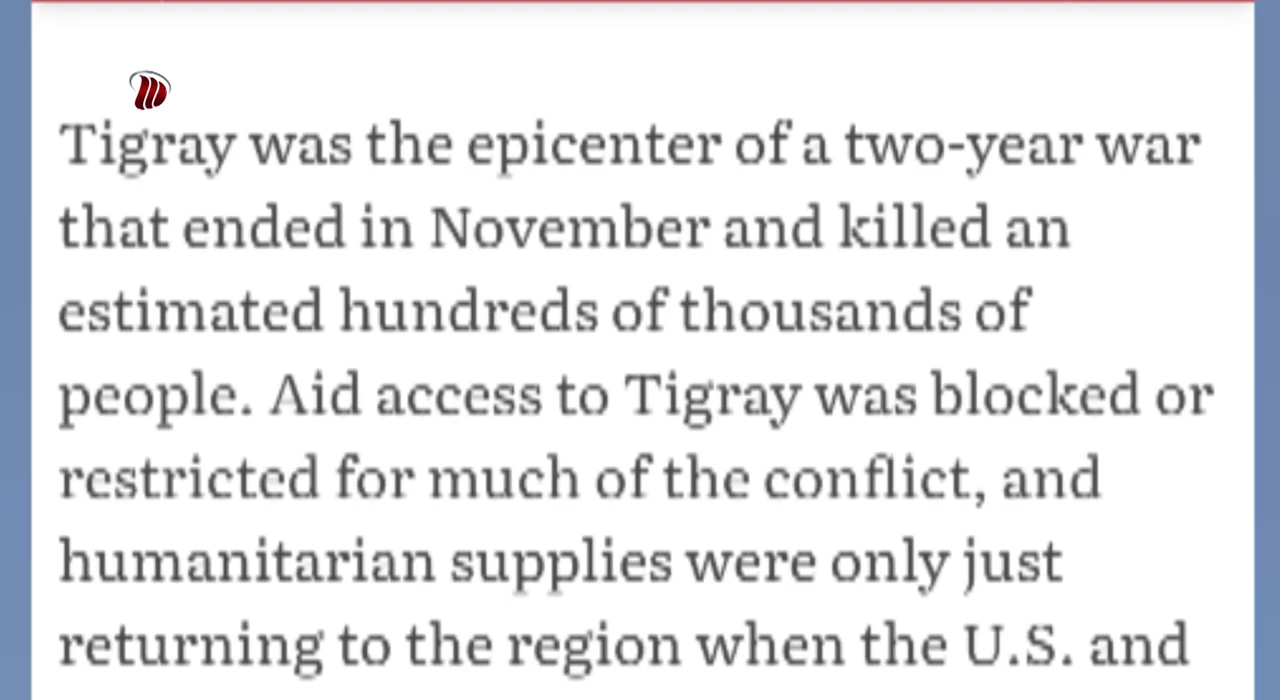 Tigray was the epicenter of a two-year war
that ended in November and killed an
estimated hundreds of thousands of
people. Aid access to Tigray was blocked or
restricted for much of the conflict, and
humanitarian supplies were only just
returning to the region when the U.S. and